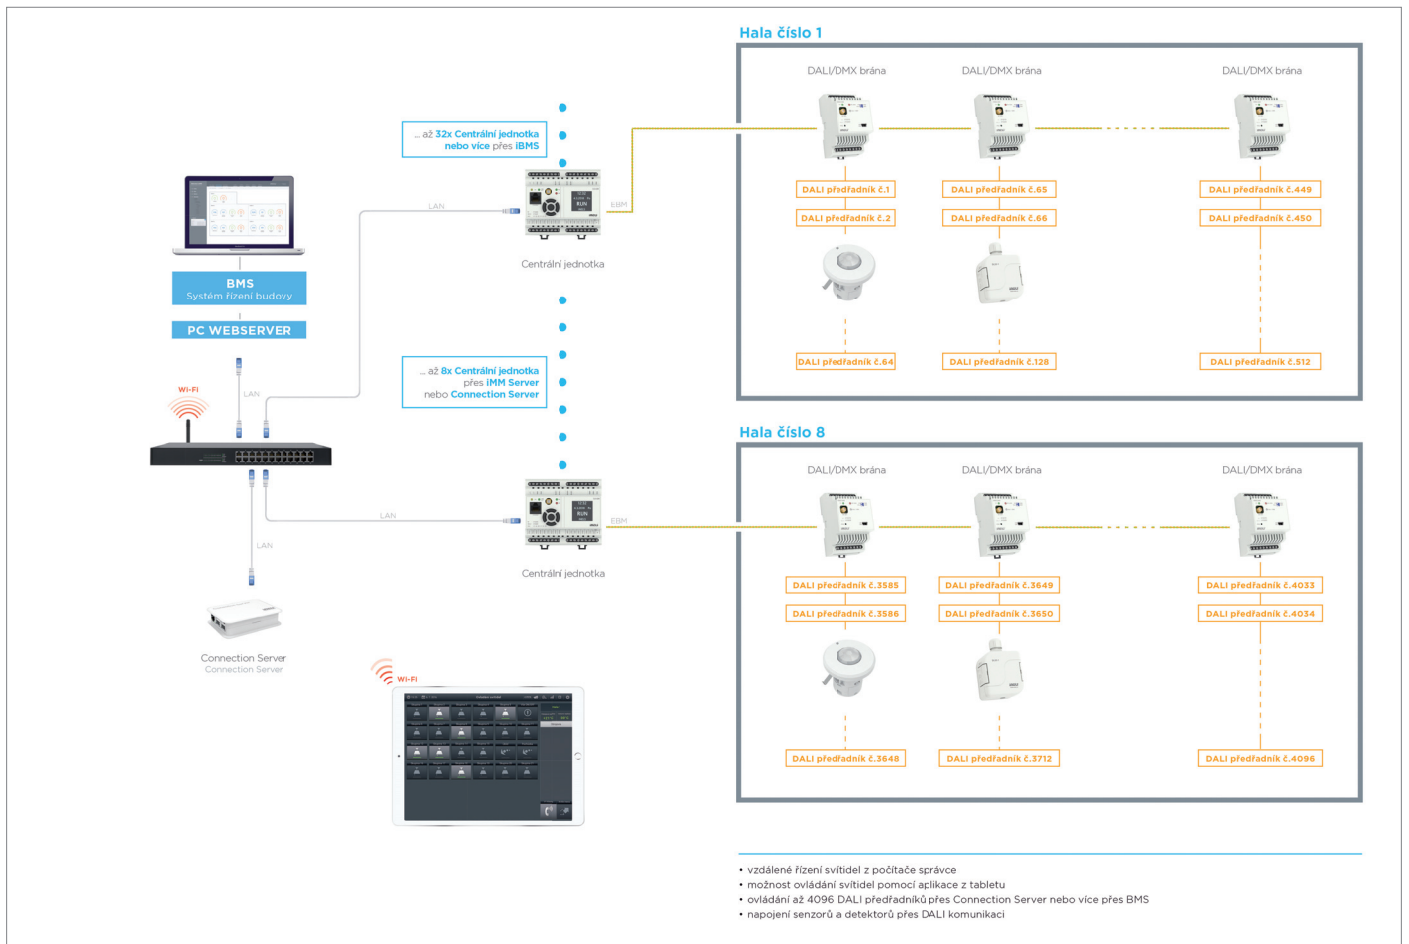 Hala číslo 1
DALI/DMX brána
DALI/DMX brána
DALI/DMX brána
... až 32x Centrální jednotka
nebo více přes iBMS
LAN
EBM
RUN
Centrální jednotka
DALI předřadník č.1
DALI předřadník č.65
DALI předřadník č.449
DALI předřadník č.2
DALI předřadník č.66
DALI předřadník č.450
DALI předřadník č.64
DALI předřadník č.128
DALI předřadník č.512
BMS
Systém řízení budovy
PC WEBSERVER
WI-FI
LAN
... až 8x Centrální jednotka
přes iMM Server
nebo Connection Server
Hala číslo 8
DALI/DMX brána
DALI/DMX brána
DALI/DMX brána
LAN
EBM
RUN
Centrální jednotka
LAN
DALI předřadník č.3585
DALI předřadník č.3649
DALI předřadník č.4033
DALI předřadník č.3586
DALI předřadník č.3650
DALI předřadník č.4034
DALI předřadník č.3648
DALI předřadník č.3712
DALI předřadník č.4096
Connection Server
Connection Server
WI-FI
• vzdálené řízení svítidel z počítače správce
• možnost ovládání svítidel pomocí aplikace z tabletu
• ovládání až 4096 DALI předřadníků přes Connection Server nebo více přes BMS
• napojení senzorů a detektorů přes DALI komunikaci